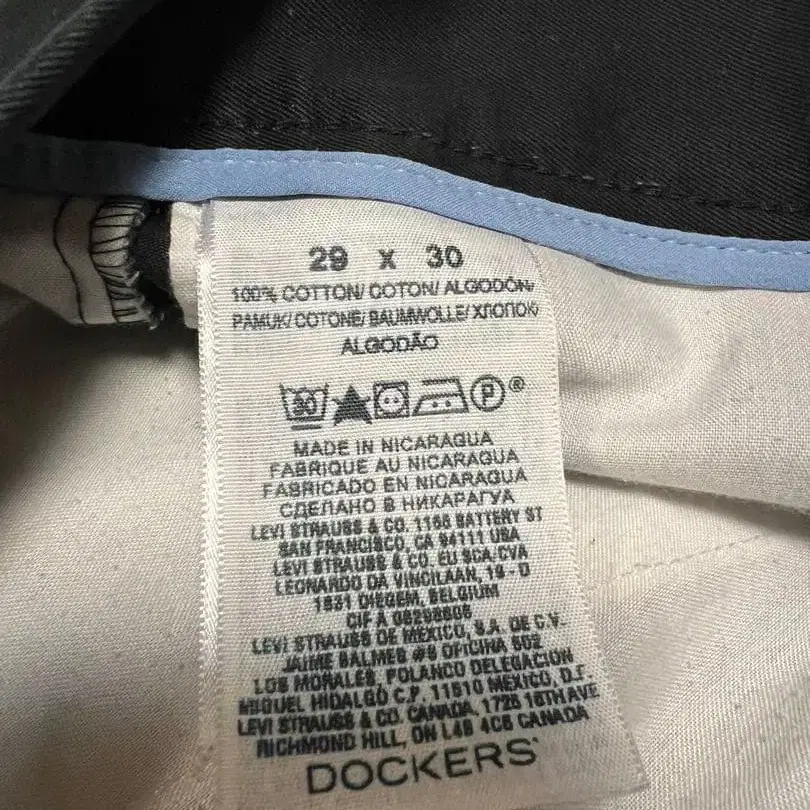 29 X 30
100% COTTON/ COTON/ ALGODÓN/
PAMUK/ COTONE/ BAUMWOLLE/ ХЛОПОК/
ALGODÃO
30 P ®
MADE IN NICARAGUA
FABRIQUE AU NICARAGUA
FABRICADO EN NICARAGUA
СДЕЛАНО В НИКАРАГУА
LEVI STRAUSS & CO. 1155 BATTERY ST
SAN FRANCISCO, CA 94111 USA
LEVI STRAUSS & CO. EU SCA/CVA
LEONARDO DA VINCILAAN, 19 - D
1831 DIEGEM, BELGIUM
CIF A
LEVI STRAUSS DE MEXICO, S.A. DE C.V.
JAIME BALMES #8 OFICINA 602
LOS MORALES, POLANCO DELEGACION
MIGUEL HIDALGO C.P. 11510 MEXICO, D.F.
LEVI STRAUSS & CO. CANADA, 1725 16TH AVE
RICHMOND HILL, ON L4B 4C6 CANADA
DOCKERS